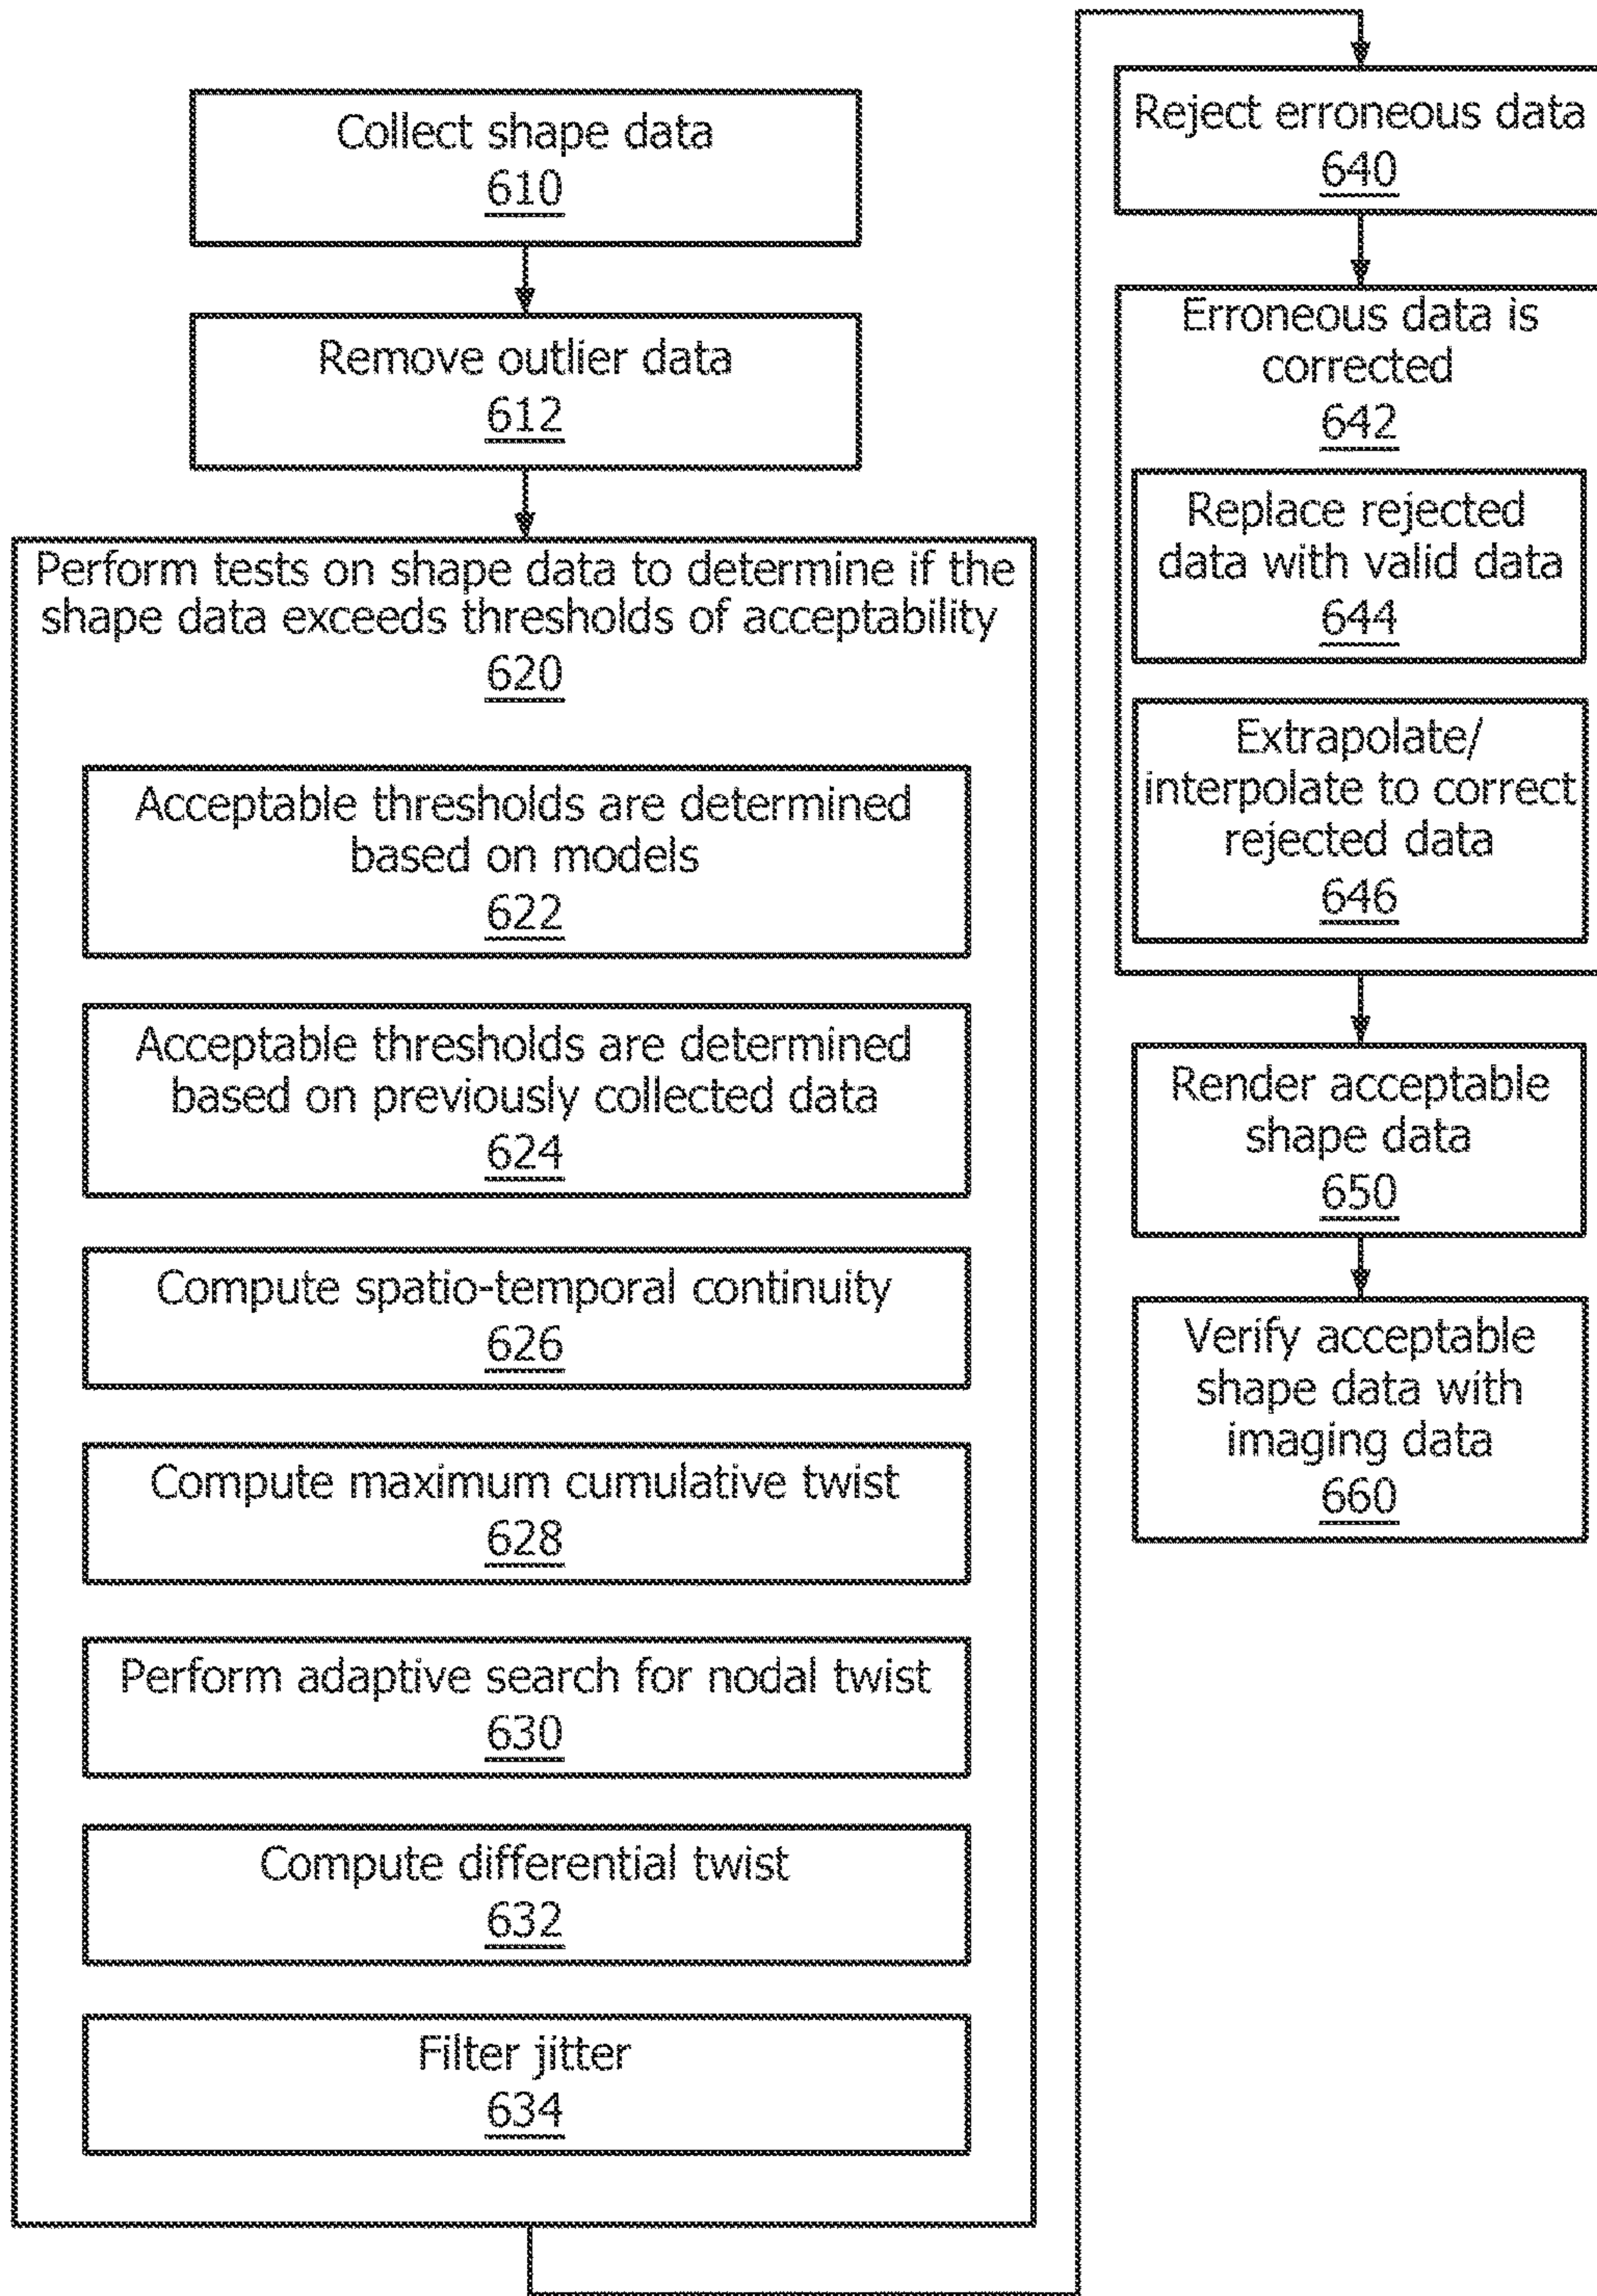 Collect shape data
610
Remove outlier data
612
Perform tests on shape data to determine if the
shape data exceeds thresholds of acceptability
620
Acceptable thresholds are determined
based on models
622
Acceptable thresholds are determined
based on previously collected data
624
Compute spatio-temporal continuity
626
Compute maximum cumulative twist
628
Perform adaptive search for nodal twist
630
Compute differential twist
632
Filter jitter
634
Reject erroneous data
640
Erroneous data is
corrected
642
Replace rejected
data with valid data
644
Extrapolate/
interpolate to correct
rejected data
646
Render acceptable
shape data
650
Verify acceptable
shape data with
imaging data
660